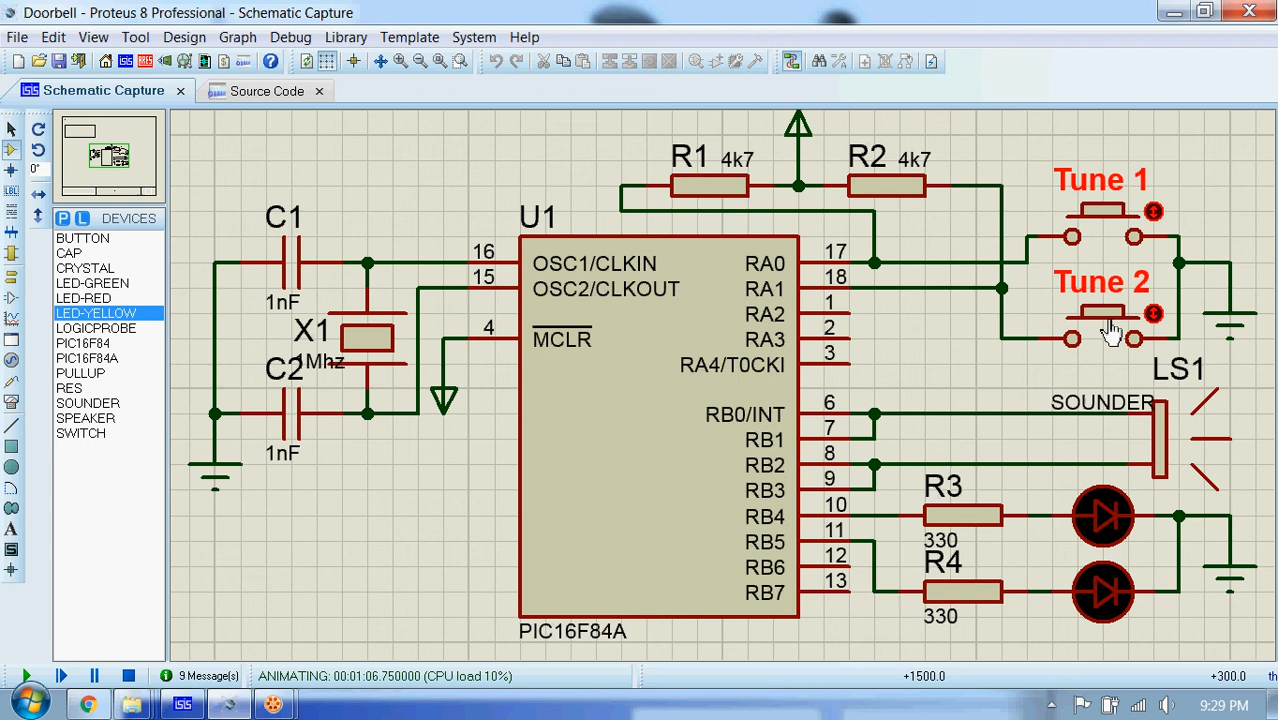 Doorbell - Proteus 8 Professional - Schematic Capture
File Edit View Tool Design Graph Debug Library Template System Help
Schematic Capture × Source Code ×
0°
LBL
P L DEVICES
BUTTON
CAP
CRYSTAL
LED-GREEN
LED-RED
LED-YELLOW
LOGICPROBE
PIC16F84
PIC16F84A
PULLUP
RES
SOUNDER
SPEAKER
SWITCH
R1 4k7
R2 4k7
Tune 1
Tune 2
C1
1nF
X1
1Mhz
C2
1nF
U1
16 OSC1/CLKIN
15 OSC2/CLKOUT
4 MCLR
RA0 17
RA1 18
RA2 1
RA3 2
RA4/T0CKI 3
RB0/INT 6
RB1 7
RB2 8
RB3 9
RB4 10
RB5 11
RB6 12
RB7 13
PIC16F84A
LS1
SOUNDER
R3
330
R4
330
9 Message(s) ANIMATING: 00:01:06.750000 (CPU load 10%) +1500.0 +300.0 th
isis
9:29 PM